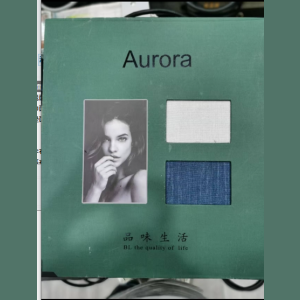 Aurora
品味生活
the quality of life